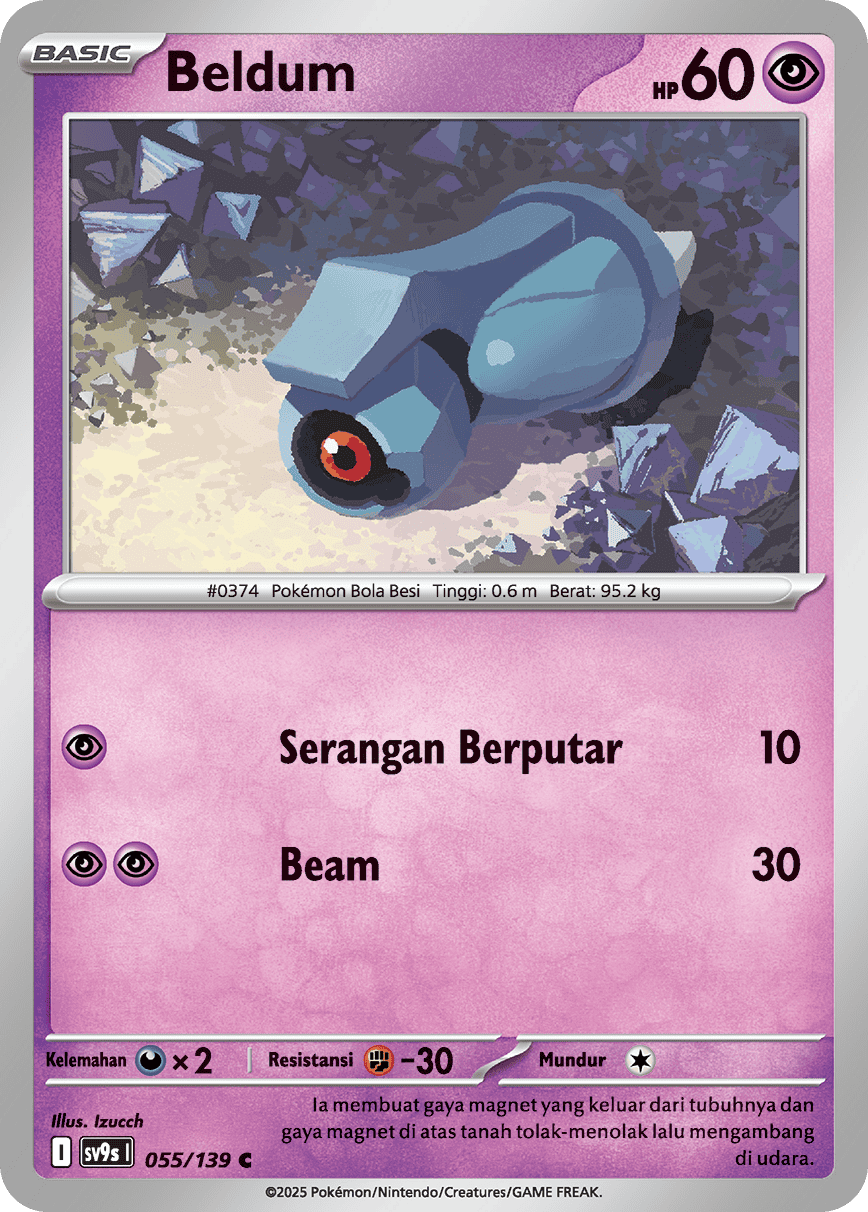 BASIC
Beldum
HP 60
#0374 Pokémon Bola Besi Tinggi: 0.6 m Berat: 95.2 kg
Serangan Berputar 10
Beam 30
Kelemahan ×2 Resistansi -30 Mundur
Ia membuat gaya magnet yang keluar dari tubuhnya dan
gaya magnet di atas tanah tolak-menolak lalu mengambang
di udara.
Illus. Izucch
I sv9s I 055/139 C
©2025 Pokémon/Nintendo/Creatures/GAME FREAK.